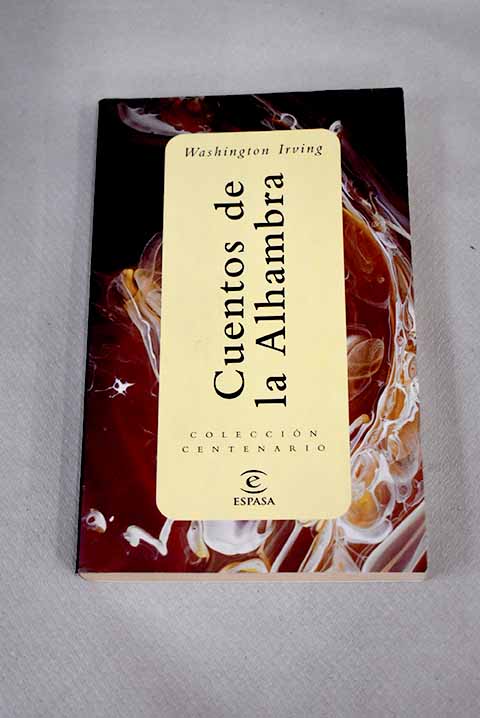 Washington Irving
Cuentos de
la Alhambra
COLECCIÓN
CENTENARIO
e
ESPASA